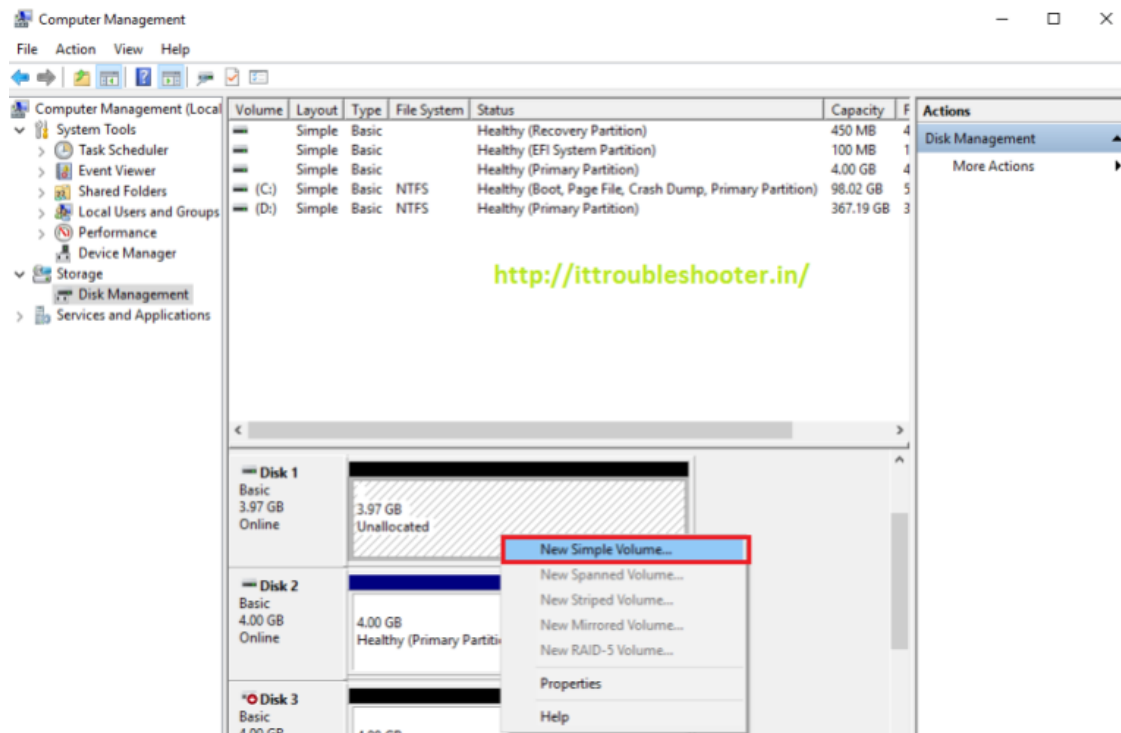 Computer Management
File Action View Help
Computer Management (Local
System Tools
Task Scheduler
Event Viewer
Shared Folders
Local Users and Groups
Performance
Device Manager
Storage
Disk Management
Services and Applications
Volume Layout Type File System Status Capacity F
Simple Basic Healthy (Recovery Partition) 450 MB 4
Simple Basic Healthy (EFI System Partition) 100 MB 1
Simple Basic Healthy (Primary Partition) 4.00 GB 4
(C:) Simple Basic NTFS Healthy (Boot, Page File, Crash Dump, Primary Partition) 98.02 GB 5
(D:) Simple Basic NTFS Healthy (Primary Partition) 367.19 GB 3
http://ittroubleshooter.in/
Actions
Disk Management
More Actions
Disk 1
Basic
3.97 GB
Online
3.97 GB
Unallocated
Disk 2
Basic
4.00 GB
Online
4.00 GB
Healthy (Primary Partiti
Disk 3
Basic
4.00 GB
4.00 GB
New Simple Volume...
New Spanned Volume...
New Striped Volume...
New Mirrored Volume...
New RAID-5 Volume...
Properties
Help